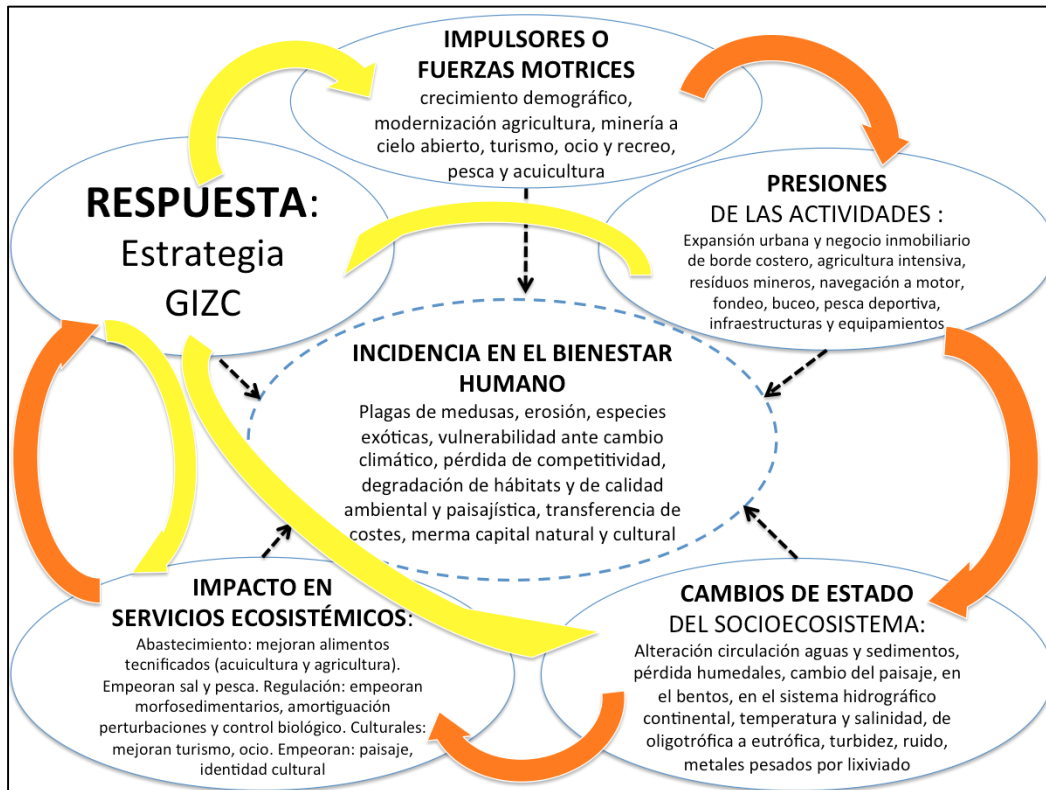 IMPULSORES O
FUERZAS MOTRICES
crecimiento demográfico,
modernización agricultura, minería a
cielo abierto, turismo, ocio y recreo,
pesca y acuicultura
RESPUESTA:
Estrategia
GIZC
PRESIONES
DE LAS ACTIVIDADES :
Expansión urbana y negocio inmobiliario
de borde costero, agricultura intensiva,
resíduos mineros, navegación a motor,
fondeo, buceo, pesca deportiva,
infraestructuras y equipamientos
INCIDENCIA EN EL BIENESTAR
HUMANO
Plagas de medusas, erosión, especies
exóticas, vulnerabilidad ante cambio
climático, pérdida de competitividad,
degradación de hábitats y de calidad
ambiental y paisajística, transferencia de
costes, merma capital natural y cultural
IMPACTO EN
SERVICIOS ECOSISTÉMICOS:
Abastecimiento: mejoran alimentos
tecnificados (acuicultura y agricultura).
Empeoran sal y pesca. Regulación: empeoran
morfosedimentarios, amortiguación
perturbaciones y control biológico. Culturales:
mejoran turismo, ocio. Empeoran: paisaje,
identidad cultural
CAMBIOS DE ESTADO
DEL SOCIOECOSISTEMA:
Alteración circulación aguas y sedimentos,
pérdida humedales, cambio del paisaje, en
el bentos, en el sistema hidrográfico
continental, temperatura y salinidad, de
oligotrófica a eutrófica, turbidez, ruido,
metales pesados por lixiviado